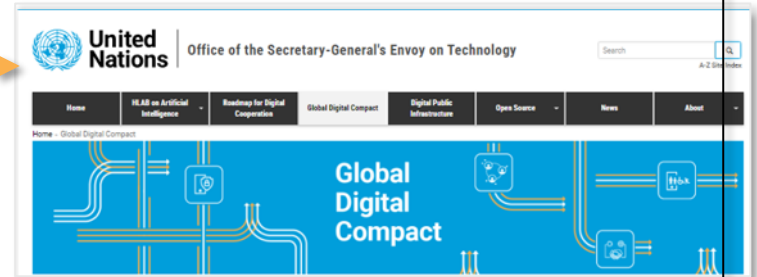 United
Nations
Office of the Secretary-General's Envoy on Technology
Search
A-Z Site Index
Home
HLAB on Artificial
Intelligence
Roadmap for Digital
Cooperation
Global Digital Compact
Digital Public
Infrastructure
Open Source
News
About
Home - Global Digital Compact
Global
Digital
Compact